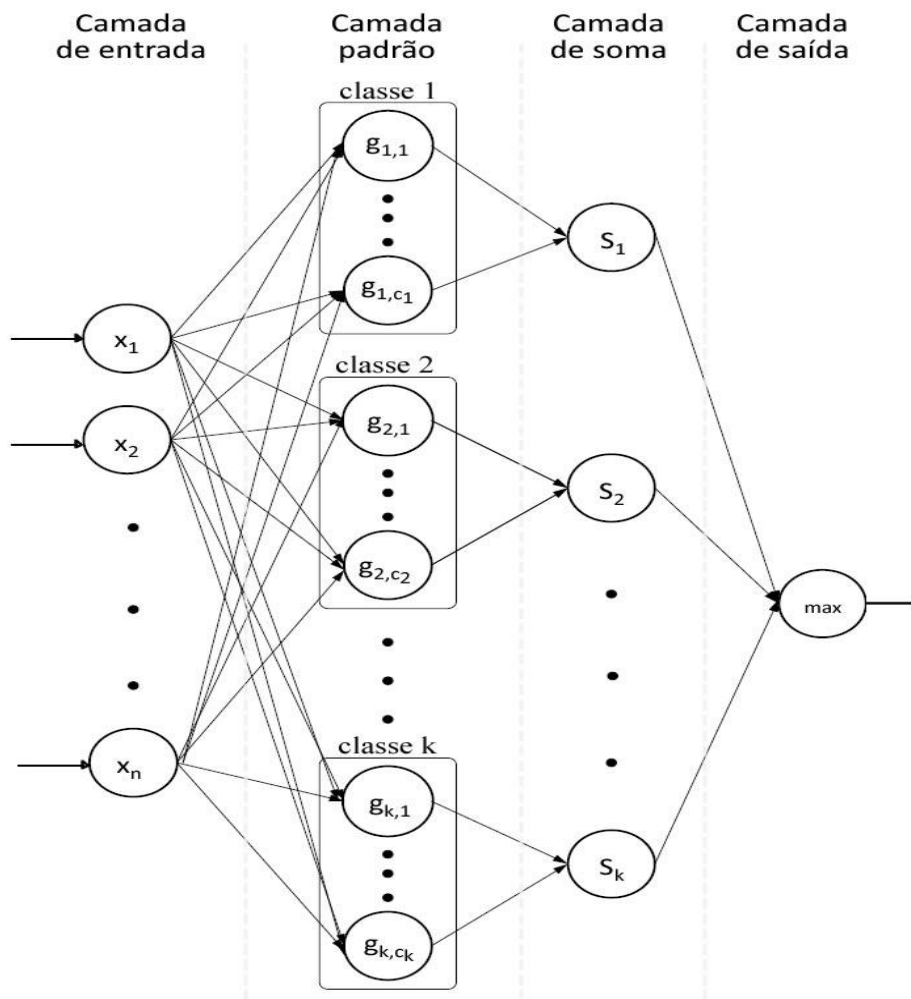 Camada
de entrada
Camada
padrão
Camada
de soma
Camada
de saída
classe 1
g1,1
g1,c1
S1
x1
x2
xn
classe 2
g2,1
g2,c2
S2
max
classe k
gk,1
gk,ck
Sk